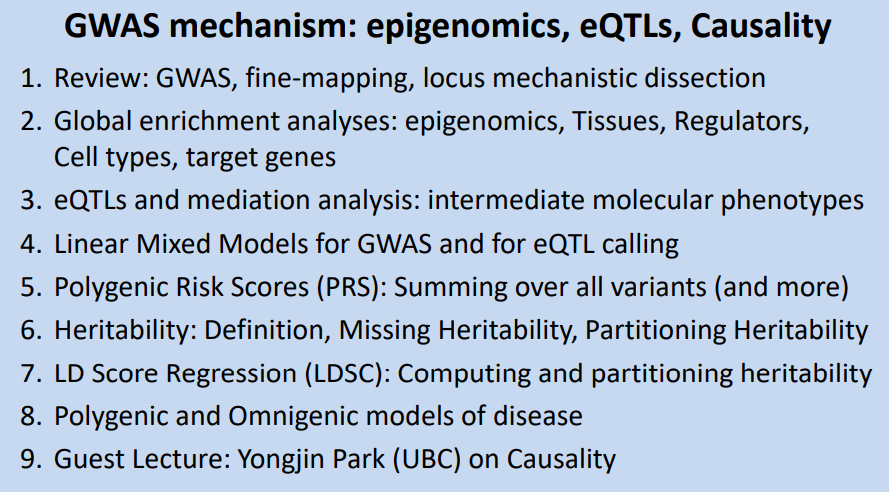 GWAS mechanism: epigenomics, eQTLs, Causality
1. Review: GWAS, fine-mapping, locus mechanistic dissection
2. Global enrichment analyses: epigenomics, Tissues, Regulators,
Cell types, target genes
3. eQTLs and mediation analysis: intermediate molecular phenotypes
4. Linear Mixed Models for GWAS and for eQTL calling
5. Polygenic Risk Scores (PRS): Summing over all variants (and more)
6. Heritability: Definition, Missing Heritability, Partitioning Heritability
7. LD Score Regression (LDSC): Computing and partitioning heritability
8. Polygenic and Omnigenic models of disease
9. Guest Lecture: Yongjin Park (UBC) on Causality